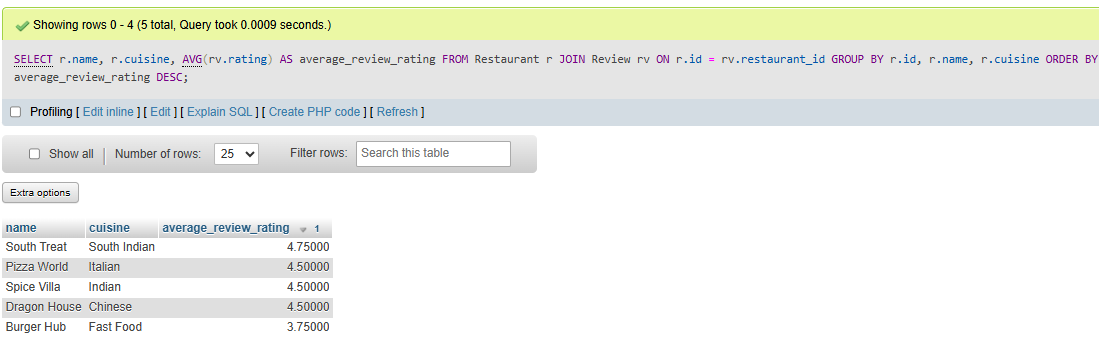 Showing rows 0 - 4 (5 total, Query took 0.0009 seconds.)
SELECT r.name, r.cuisine, AVG(rv.rating) AS average_review_rating FROM Restaurant r JOIN Review rv ON r.id = rv.restaurant_id GROUP BY r.id, r.name, r.cuisine ORDER BY
average_review_rating DESC;
Profiling [ Edit inline ] [ Edit ] [ Explain SQL ] [ Create PHP code ] [ Refresh ]
Show all | Number of rows: 25 Filter rows: Search this table
Extra options
name cuisine average_review_rating 1
South Treat South Indian 4.75000
Pizza World Italian 4.50000
Spice Villa Indian 4.50000
Dragon House Chinese 4.50000
Burger Hub Fast Food 3.75000